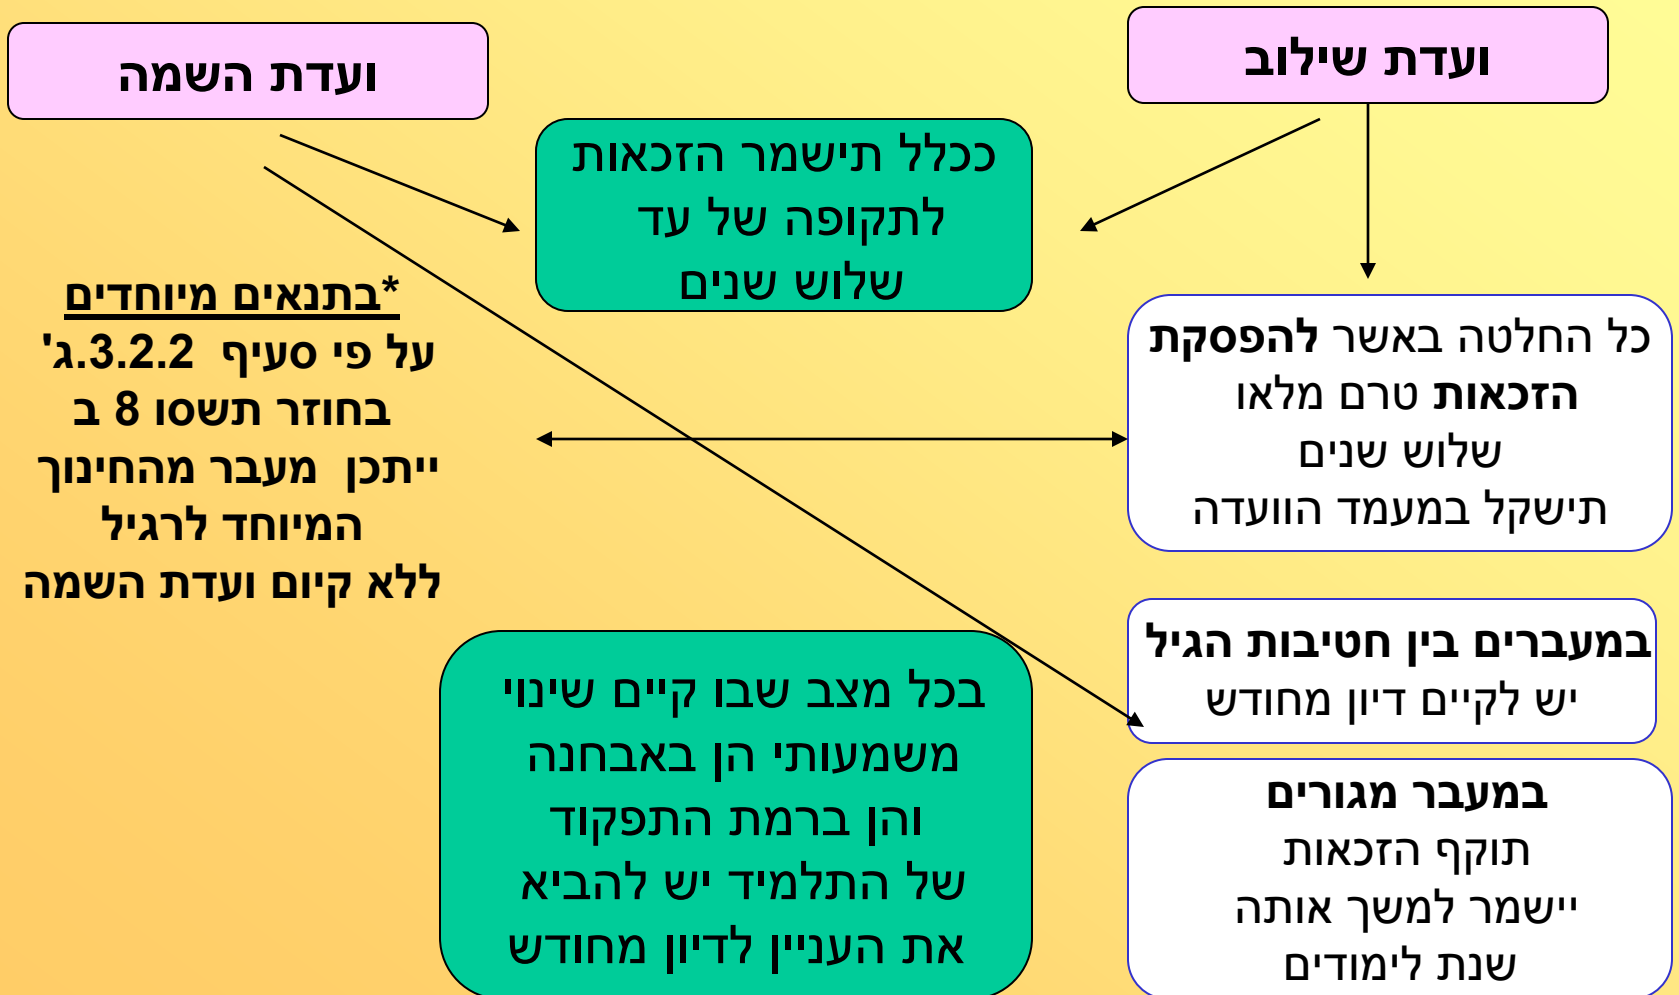 ועדת שילוב
ועדת השמה
ככלל תישמר הזכאות
לתקופה של עד
שלוש שנים
כל החלטה באשר להפסקת
הזכאות טרם מלאו
שלוש שנים
תישקל במעמד הוועדה
*בתנאים מיוחדים
על פי סעיף 3.2.2.ג'
בחוזר תשסו 8 ב
ייתכן מעבר מהחינוך
המיוחד לרגיל
ללא קיום ועדת השמה
במעברים בין חטיבות הגיל
יש לקיים דיון מחודש
בכל מצב שבו קיים שינוי
משמעותי הן באבחנה
והן ברמת התפקוד
של התלמיד יש להביא
את העניין לדיון מחודש
במעבר מגורים
תוקף הזכאות
יישמר למשך אותה
שנת לימודים